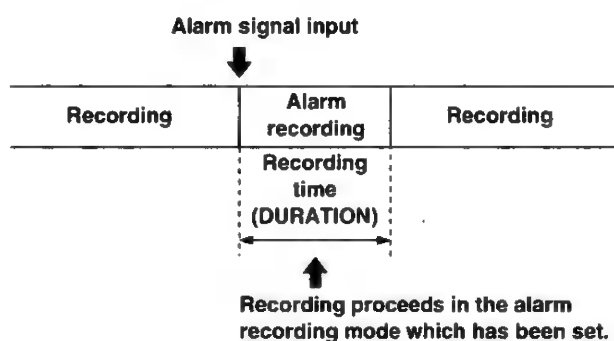 Alarm signal input
Recording
Alarm
recording
Recording
Recording
time
(DURATION)
Recording proceeds in the alarm
recording mode which has been set.